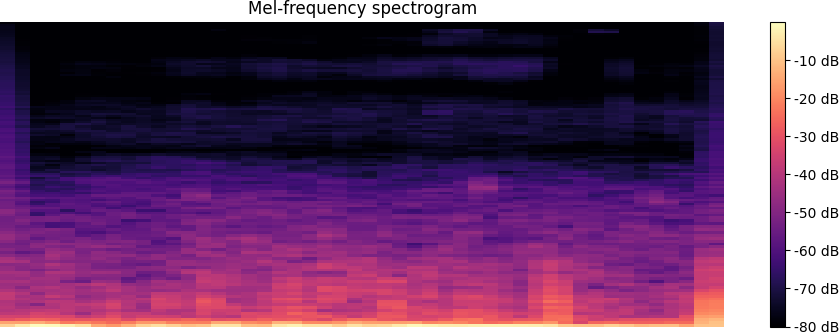 Mel-frequency spectrogram
-10 dB
-20 dB
-30 dB
-40 dB
-50 dB
-60 dB
-70 dB
-80 dB